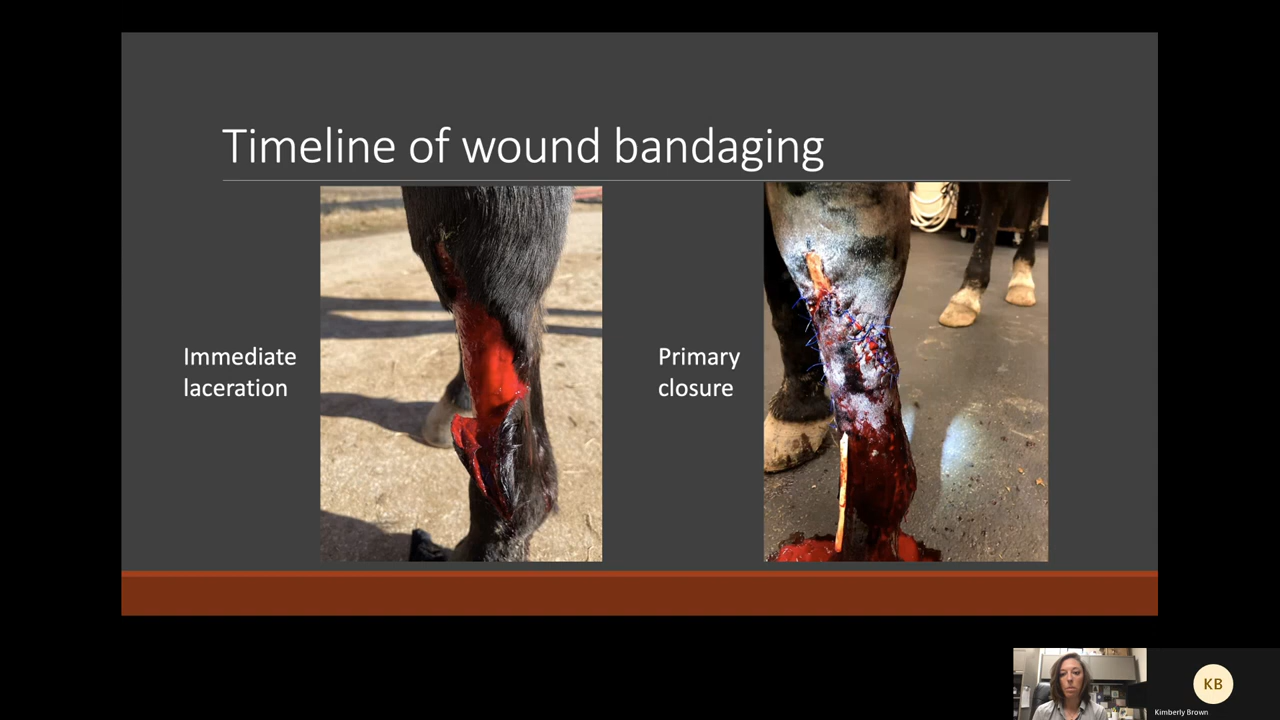 Timeline of wound bandaging
Immediate
laceration
Primary
closure
KB
Kimberly Brown